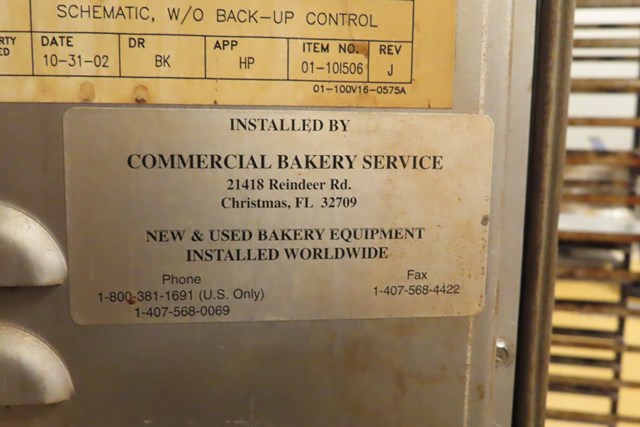 SCHEMATIC, W/O BACK-UP CONTROL
DATE DR APP ITEM NO. REV
10-31-02 BK HP 01-10I506 J
01-100V16-0575A
INSTALLED BY
COMMERCIAL BAKERY SERVICE
21418 Reindeer Rd.
Christmas, FL 32709
NEW & USED BAKERY EQUIPMENT
INSTALLED WORLDWIDE
Phone Fax
1-800-381-1691 (U.S. Only) 1-407-568-4422
1-407-568-0069